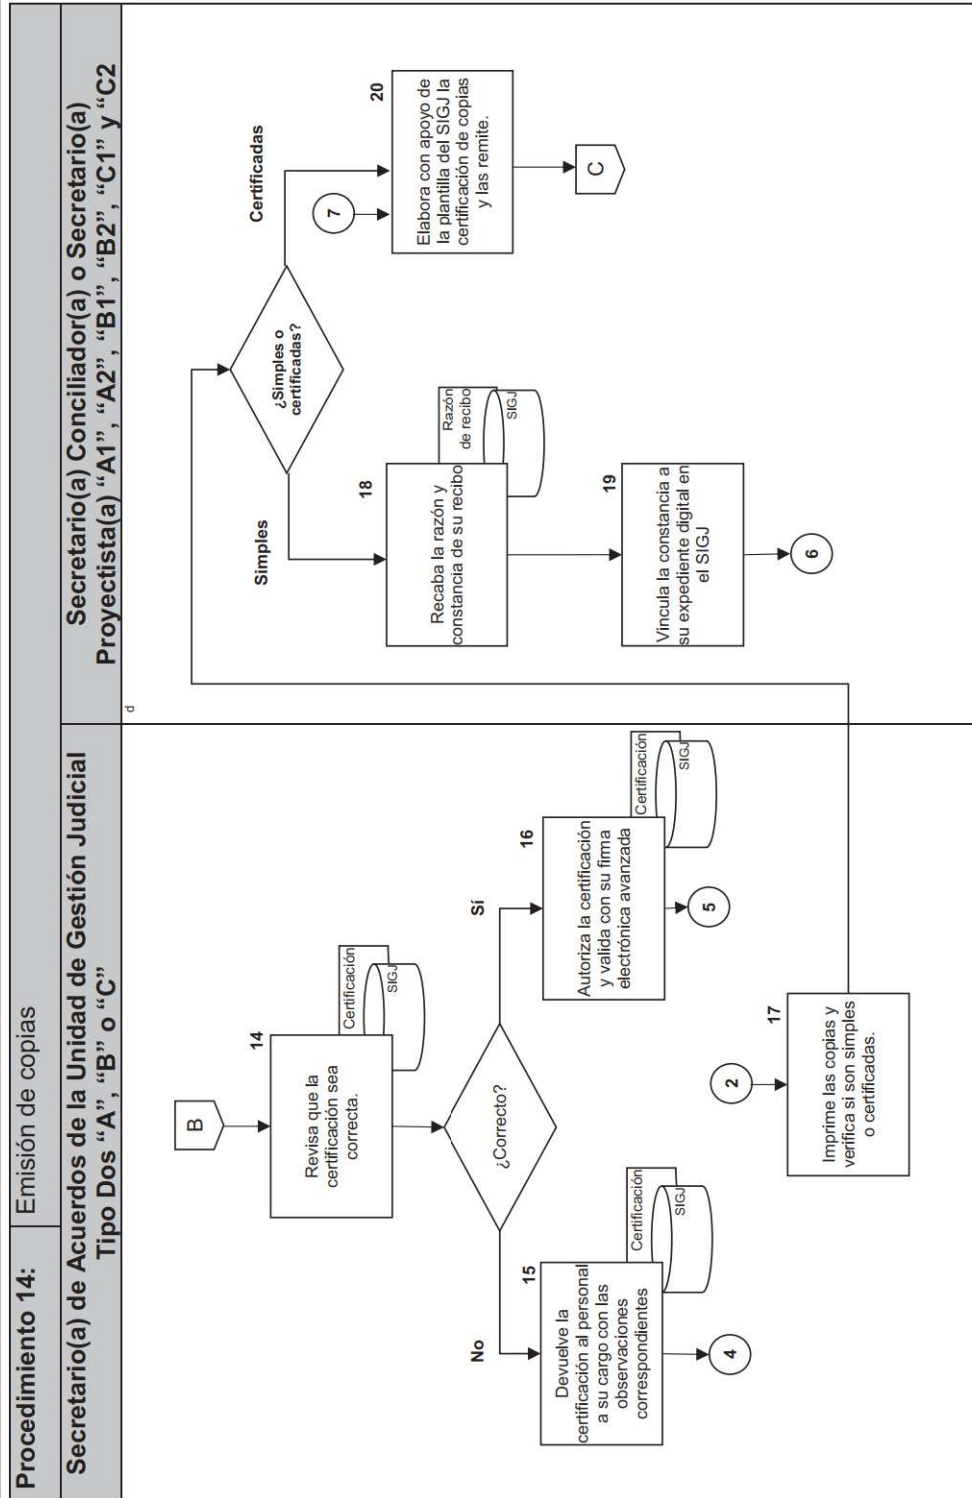 Procedimiento 14:
Emisión de copias
Secretario(a) de Acuerdos de la Unidad de Gestión Judicial
Tipo Dos “A”, “B” o “C”
Secretario(a) Conciliador(a) o Secretario(a)
Proyectista(a) “A1”, “A2”, “B1”, “B2”, “C1” y “C2
B
14
Revisa que la
certificación sea
correcta.
Certificación
SIGJ
¿Correcto?
No
Sí
15
Devuelve la
certificación al personal
a su cargo con las
observaciones
correspondientes
Certificación
SIGJ
4
16
Autoriza la certificación
y valida con su firma
electrónica avanzada
Certificación
SIGJ
5
2
17
Imprime las copias y
verifica si son simples
o certificadas.
d
¿Simples o
certificadas?
Simples
Certificadas
18
Recaba la razón y
constancia de su recibo
Razón
de recibo
SIGJ
19
Vincula la constancia a
su expediente digital en
el SIGJ
6
7
20
Elabora con apoyo de
la plantilla del SIGJ la
certificación de copias
y las remite.
C